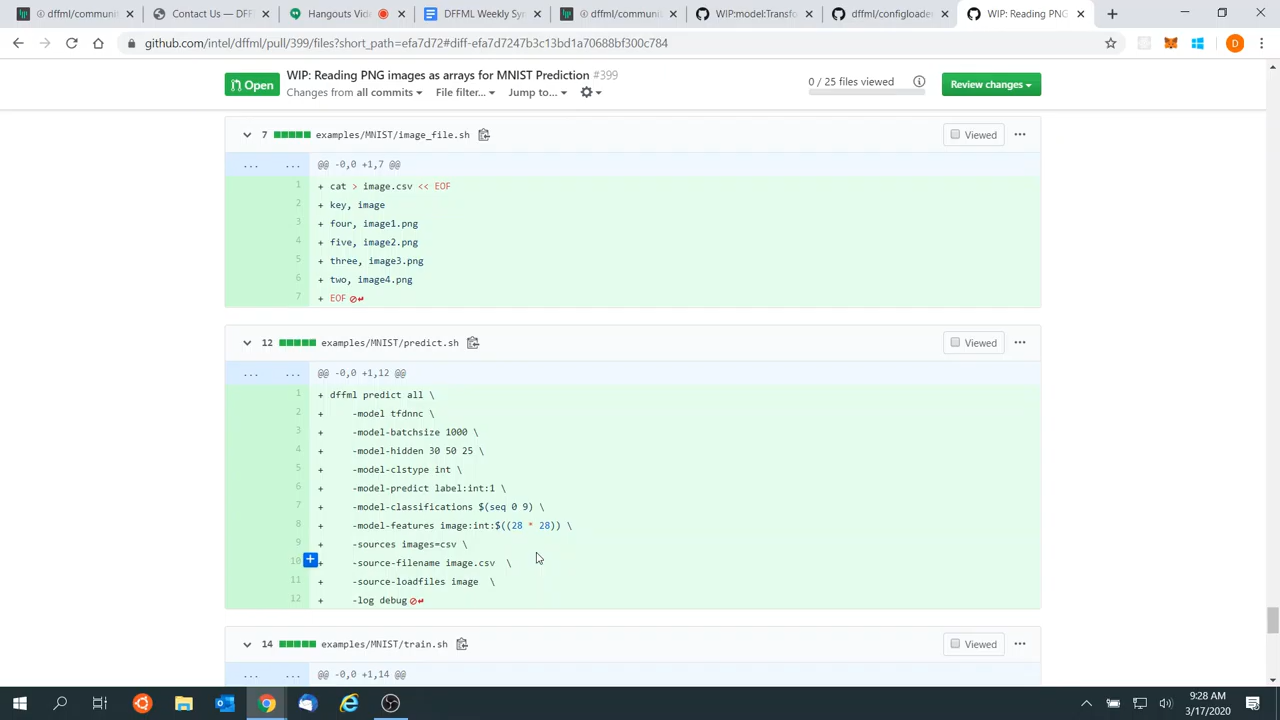 dffml/communi
Contact Us — DFF
Hangouts Vide
DFFML Weekly Syn
dffml/communi
WIP:model:Transfo
dffml/configloade
WIP: Reading PNG
github.com/intel/dffml/pull/399/files?short_path=efa7d72#diff-efa7d7247b3c13bd1a70688bf300c784
D
Open
WIP: Reading PNG images as arrays for MNIST Prediction #399
Changes from all commits
File filter...
Jump to...
0 / 25 files viewed
Review changes
7 examples/MNIST/image_file.sh
Viewed
... ... @@ -0,0 +1,7 @@
1 + cat > image.csv << EOF
2 + key, image
3 + four, image1.png
4 + five, image2.png
5 + three, image3.png
6 + two, image4.png
7 + EOF
12 examples/MNIST/predict.sh
Viewed
... ... @@ -0,0 +1,12 @@
1 + dffml predict all \
2 + -model tfdnnc \
3 + -model-batchsize 1000 \
4 + -model-hidden 30 50 25 \
5 + -model-clstype int \
6 + -model-predict label:int:1 \
7 + -model-classifications $(seq 0 9) \
8 + -model-features image:int:$((28 * 28)) \
9 + -sources images=csv \
10 + -source-filename image.csv \
11 + -source-loadfiles image \
12 + -log debug
14 examples/MNIST/train.sh
Viewed
... ... @@ -0,0 +1,14 @@
9:28 AM
3/17/2020